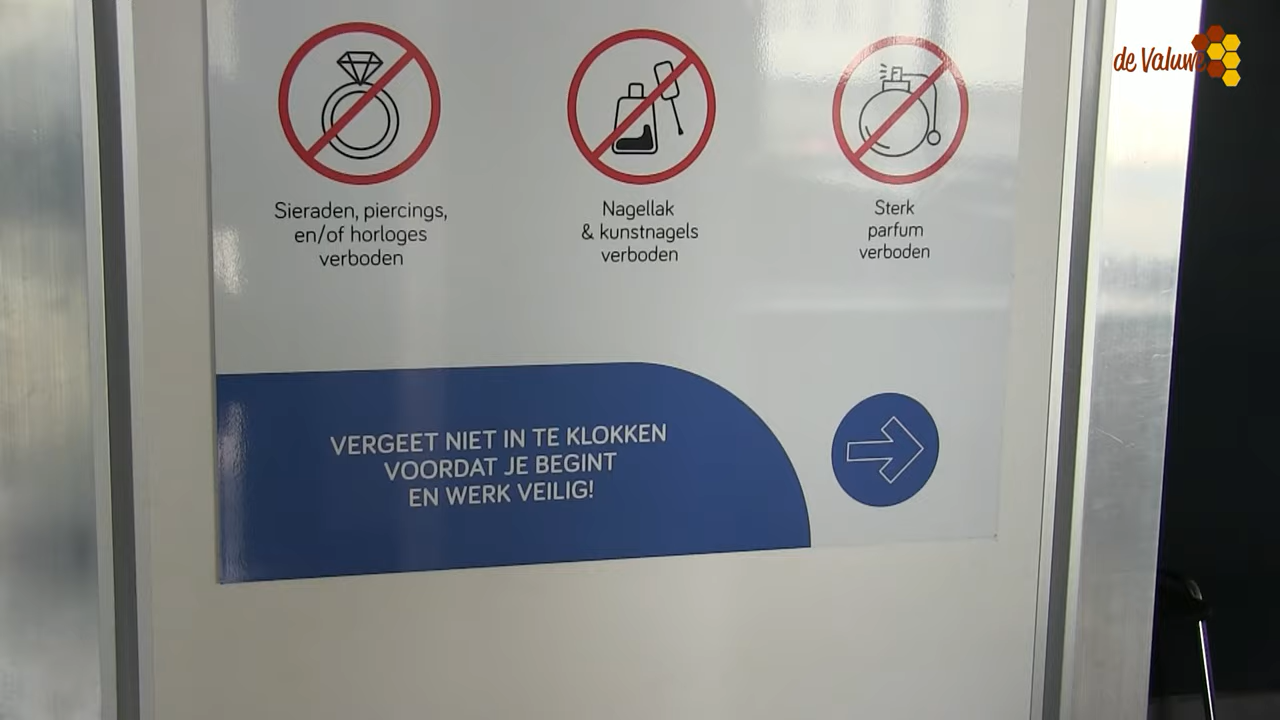 de Valuwe
Sieraden, piercings,
en/of horloges
verboden
Nagellak
& kunstnagels
verboden
Sterk
parfum
verboden
VERGEET NIET IN TE KLOKKEN
VOORDAT JE BEGINT
EN WERK VEILIG!